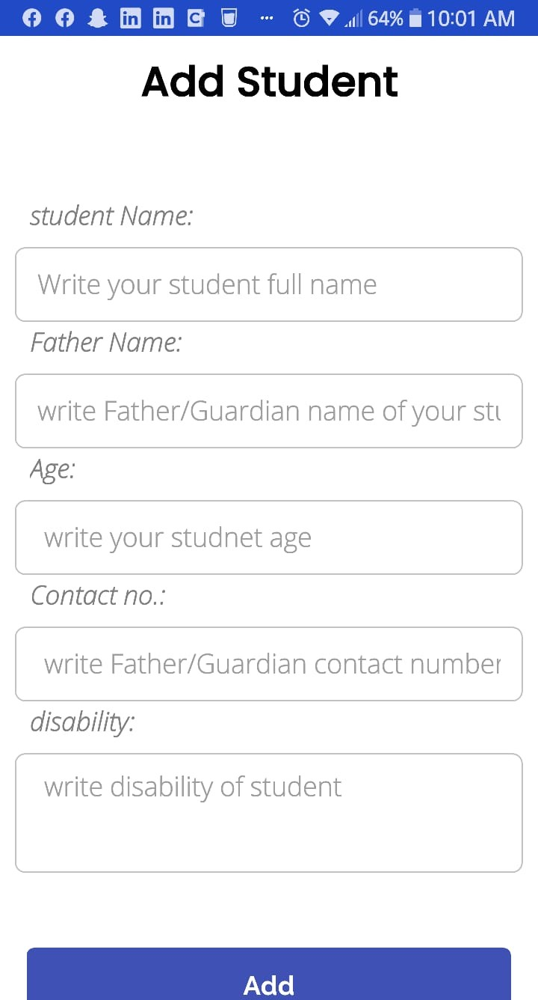 64% 10:01 AM
Add Student
student Name:
Write your student full name
Father Name:
write Father/Guardian name of your stu
Age:
write your studnet age
Contact no.:
write Father/Guardian contact number
disability:
write disability of student
Add